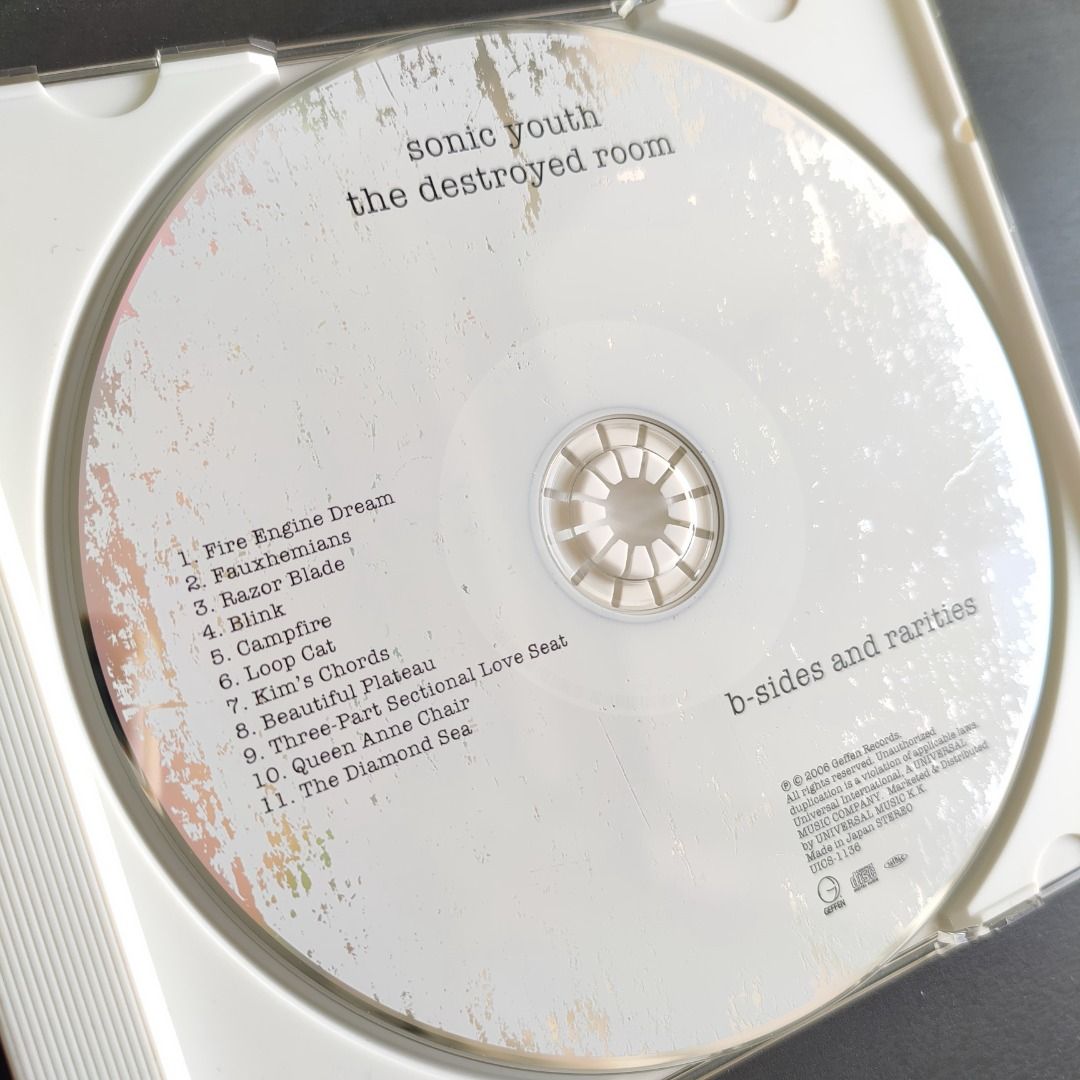 sonic youth
the destroyed room
1. Fire Engine Dream
2. Fauxhemians
3. Razor Blade
4. Blink
5. Campfire
6. Loop Cat
7. Kim's Chords
8. Beautiful Plateau
9. Three-Part Sectional Love Seat
10. Queen Anne Chair
11. The Diamond Sea
b-sides and rarities
℗ © 2006 Geffen Records.
All rights reserved. Unauthorized
duplication is a violation of applicable laws.
Universal International. A UNIVERSAL
MUSIC COMPANY. Marketed & Distributed
by UNIVERSAL MUSIC K.K.
Made in Japan STEREO
UICS-1136
GEFFEN